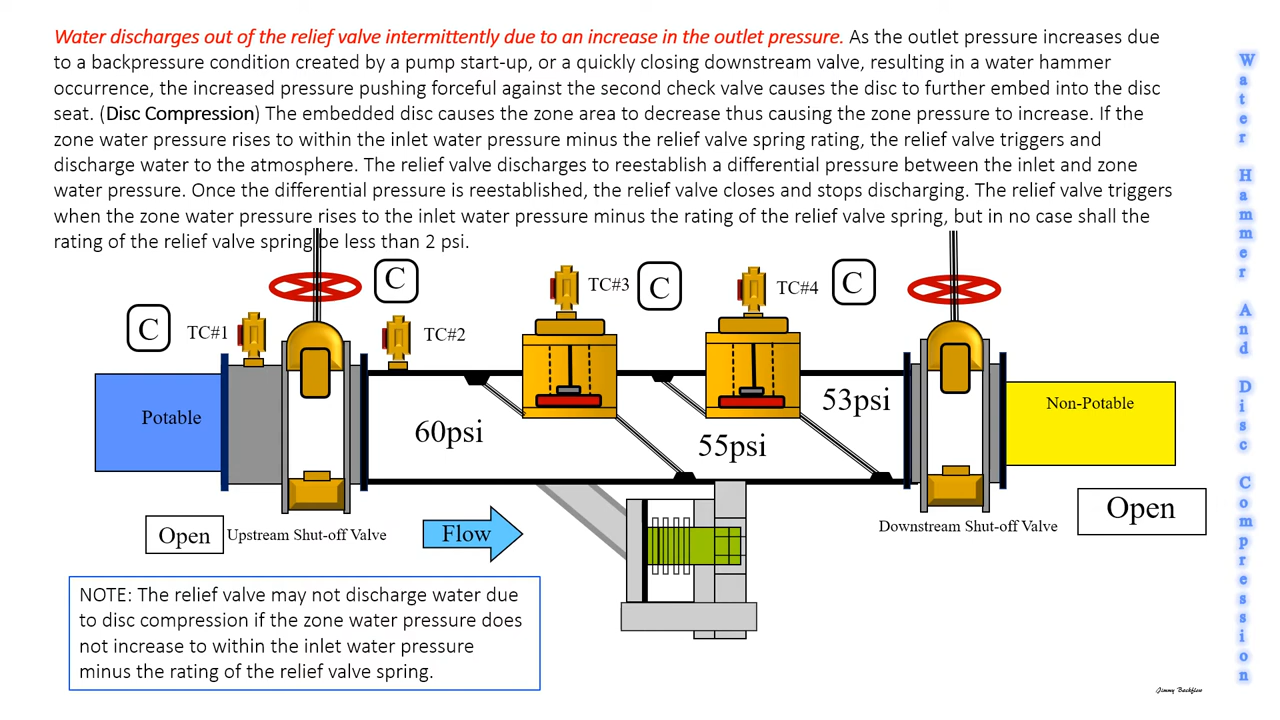 Water discharges out of the relief valve intermittently due to an increase in the outlet pressure. As the outlet pressure increases due
to a backpressure condition created by a pump start-up, or a quickly closing downstream valve, resulting in a water hammer
occurrence, the increased pressure pushing forceful against the second check valve causes the disc to further embed into the disc
seat. (Disc Compression) The embedded disc causes the zone area to decrease thus causing the zone pressure to increase. If the
zone water pressure rises to within the inlet water pressure minus the relief valve spring rating, the relief valve triggers and
discharge water to the atmosphere. The relief valve discharges to reestablish a differential pressure between the inlet and zone
water pressure. Once the differential pressure is reestablished, the relief valve closes and stops discharging. The relief valve triggers
when the zone water pressure rises to the inlet water pressure minus the rating of the relief valve spring, but in no case shall the
rating of the relief valve spring be less than 2 psi.
C
TC#1
C
TC#2
TC#3
C
TC#4
C
Potable
60psi
55psi
53psi
Non-Potable
Open
Upstream Shut-off Valve
Flow
Downstream Shut-off Valve
Open
NOTE: The relief valve may not discharge water due
to disc compression if the zone water pressure does
not increase to within the inlet water pressure
minus the rating of the relief valve spring.
Water Hammer And Disc Compression
Jimmy Backflow